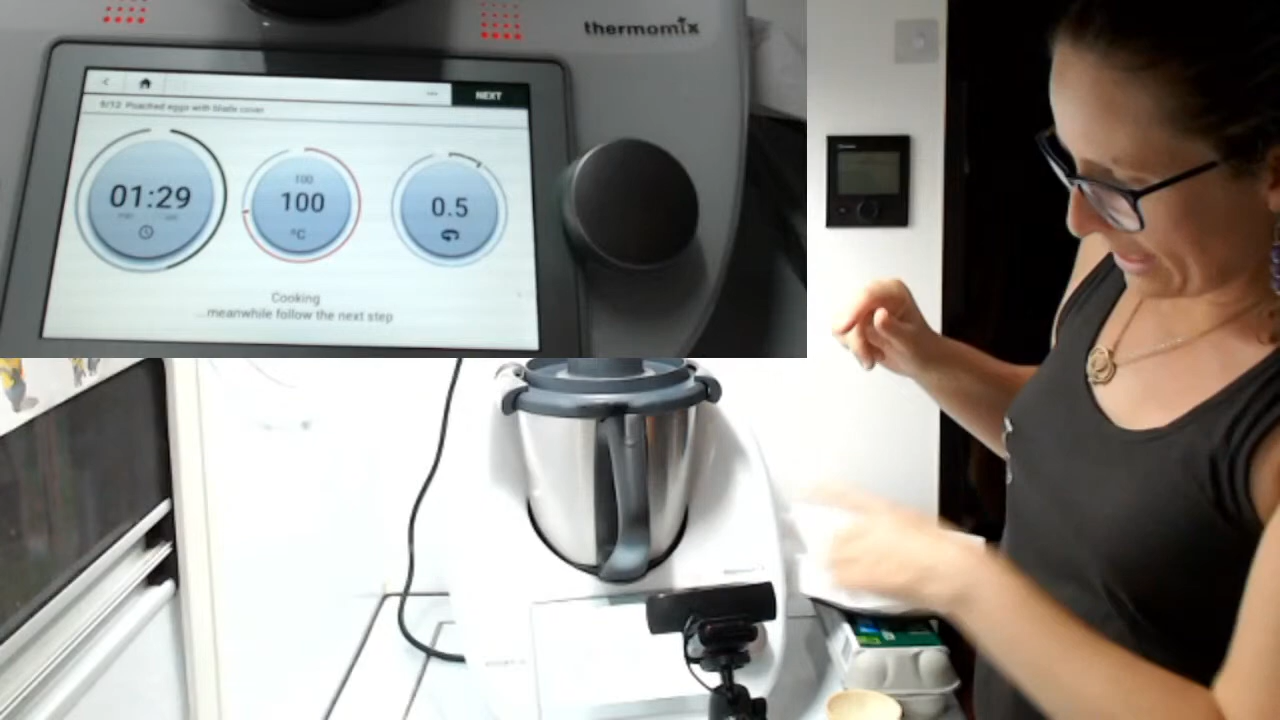 thermomix
NEXT
6/12 Poached eggs with blade cover
01:29
100
100
°C
0.5
Cooking
...meanwhile follow the next step